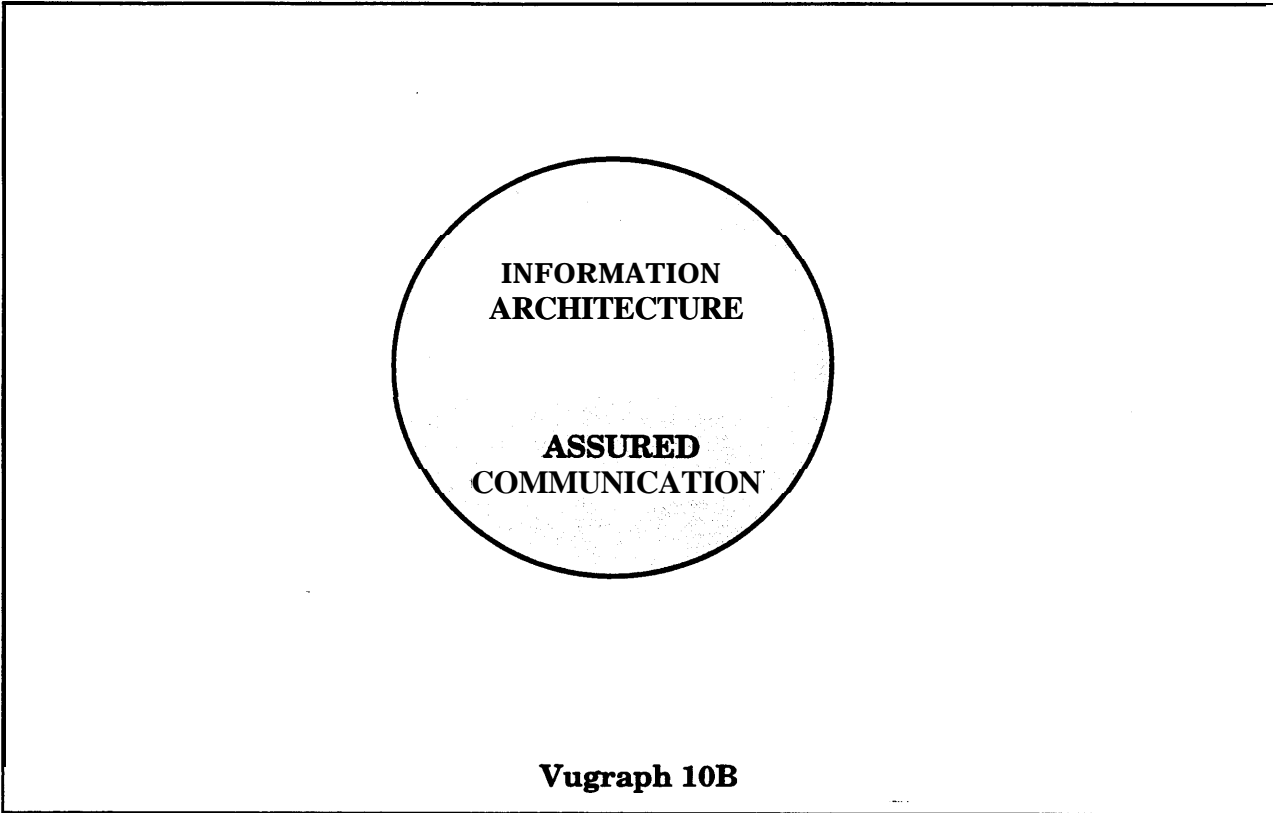 INFORMATION
ARCHITECTURE
ASSURED
COMMUNICATION
Vugraph 10B